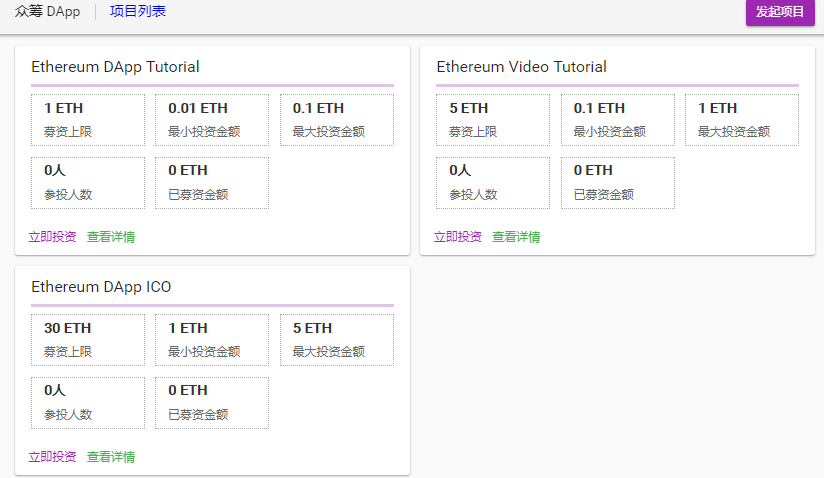 众筹 DApp 项目列表 发起项目
Ethereum DApp Tutorial
1 ETH 0.01 ETH 0.1 ETH
募资上限 最小投资金额 最大投资金额
0人 0 ETH
参投人数 已募资金额
立即投资 查看详情
Ethereum Video Tutorial
5 ETH 0.1 ETH 1 ETH
募资上限 最小投资金额 最大投资金额
0人 0 ETH
参投人数 已募资金额
立即投资 查看详情
Ethereum DApp ICO
30 ETH 1 ETH 5 ETH
募资上限 最小投资金额 最大投资金额
0人 0 ETH
参投人数 已募资金额
立即投资 查看详情